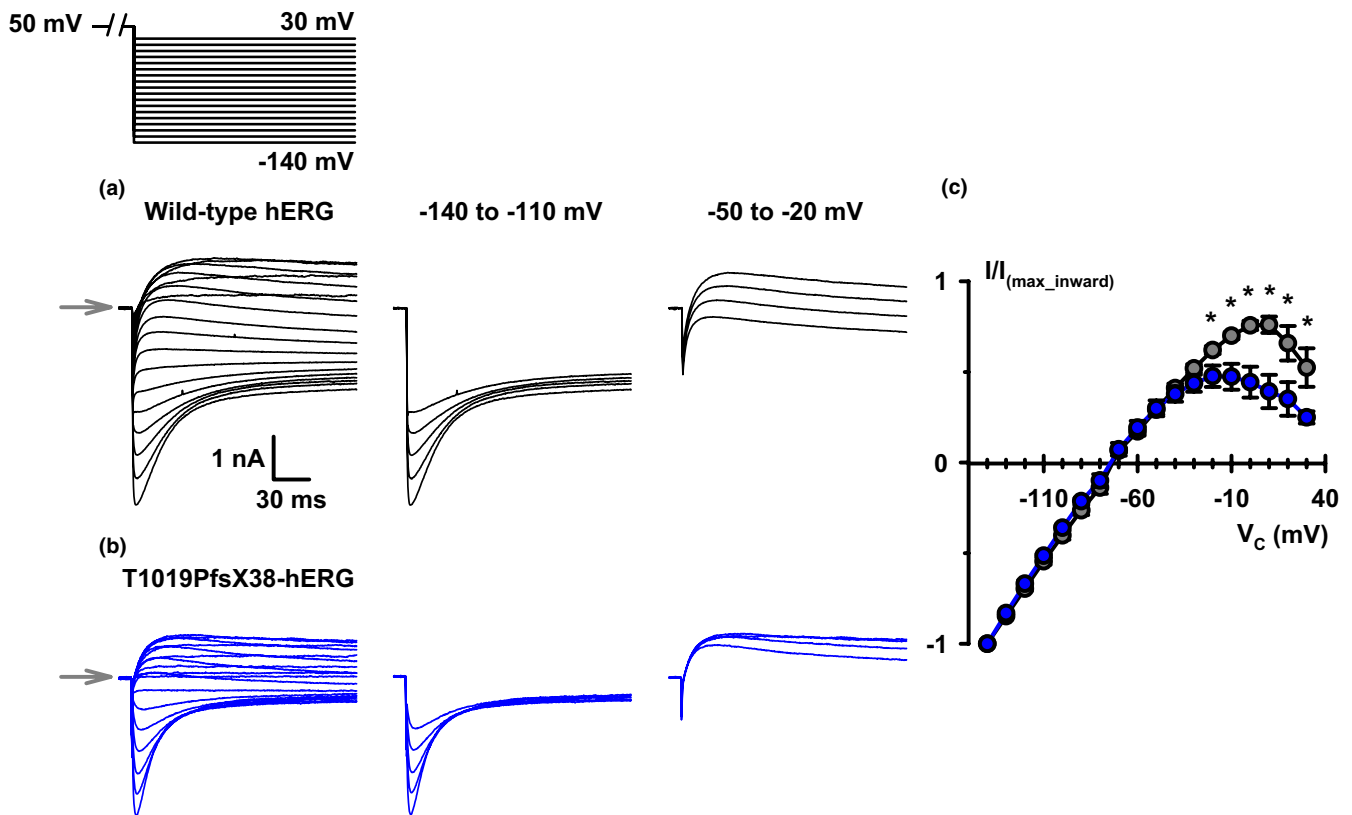 50 mV
30 mV
-140 mV
(a)
Wild-type hERG
-140 to -110 mV
-50 to -20 mV
1 nA
30 ms
(b)
T1019PfsX38-hERG
(c)
I/I(max_inward)
1
* * * * * *
0
-110
-60
-10
40
VC (mV)
-1